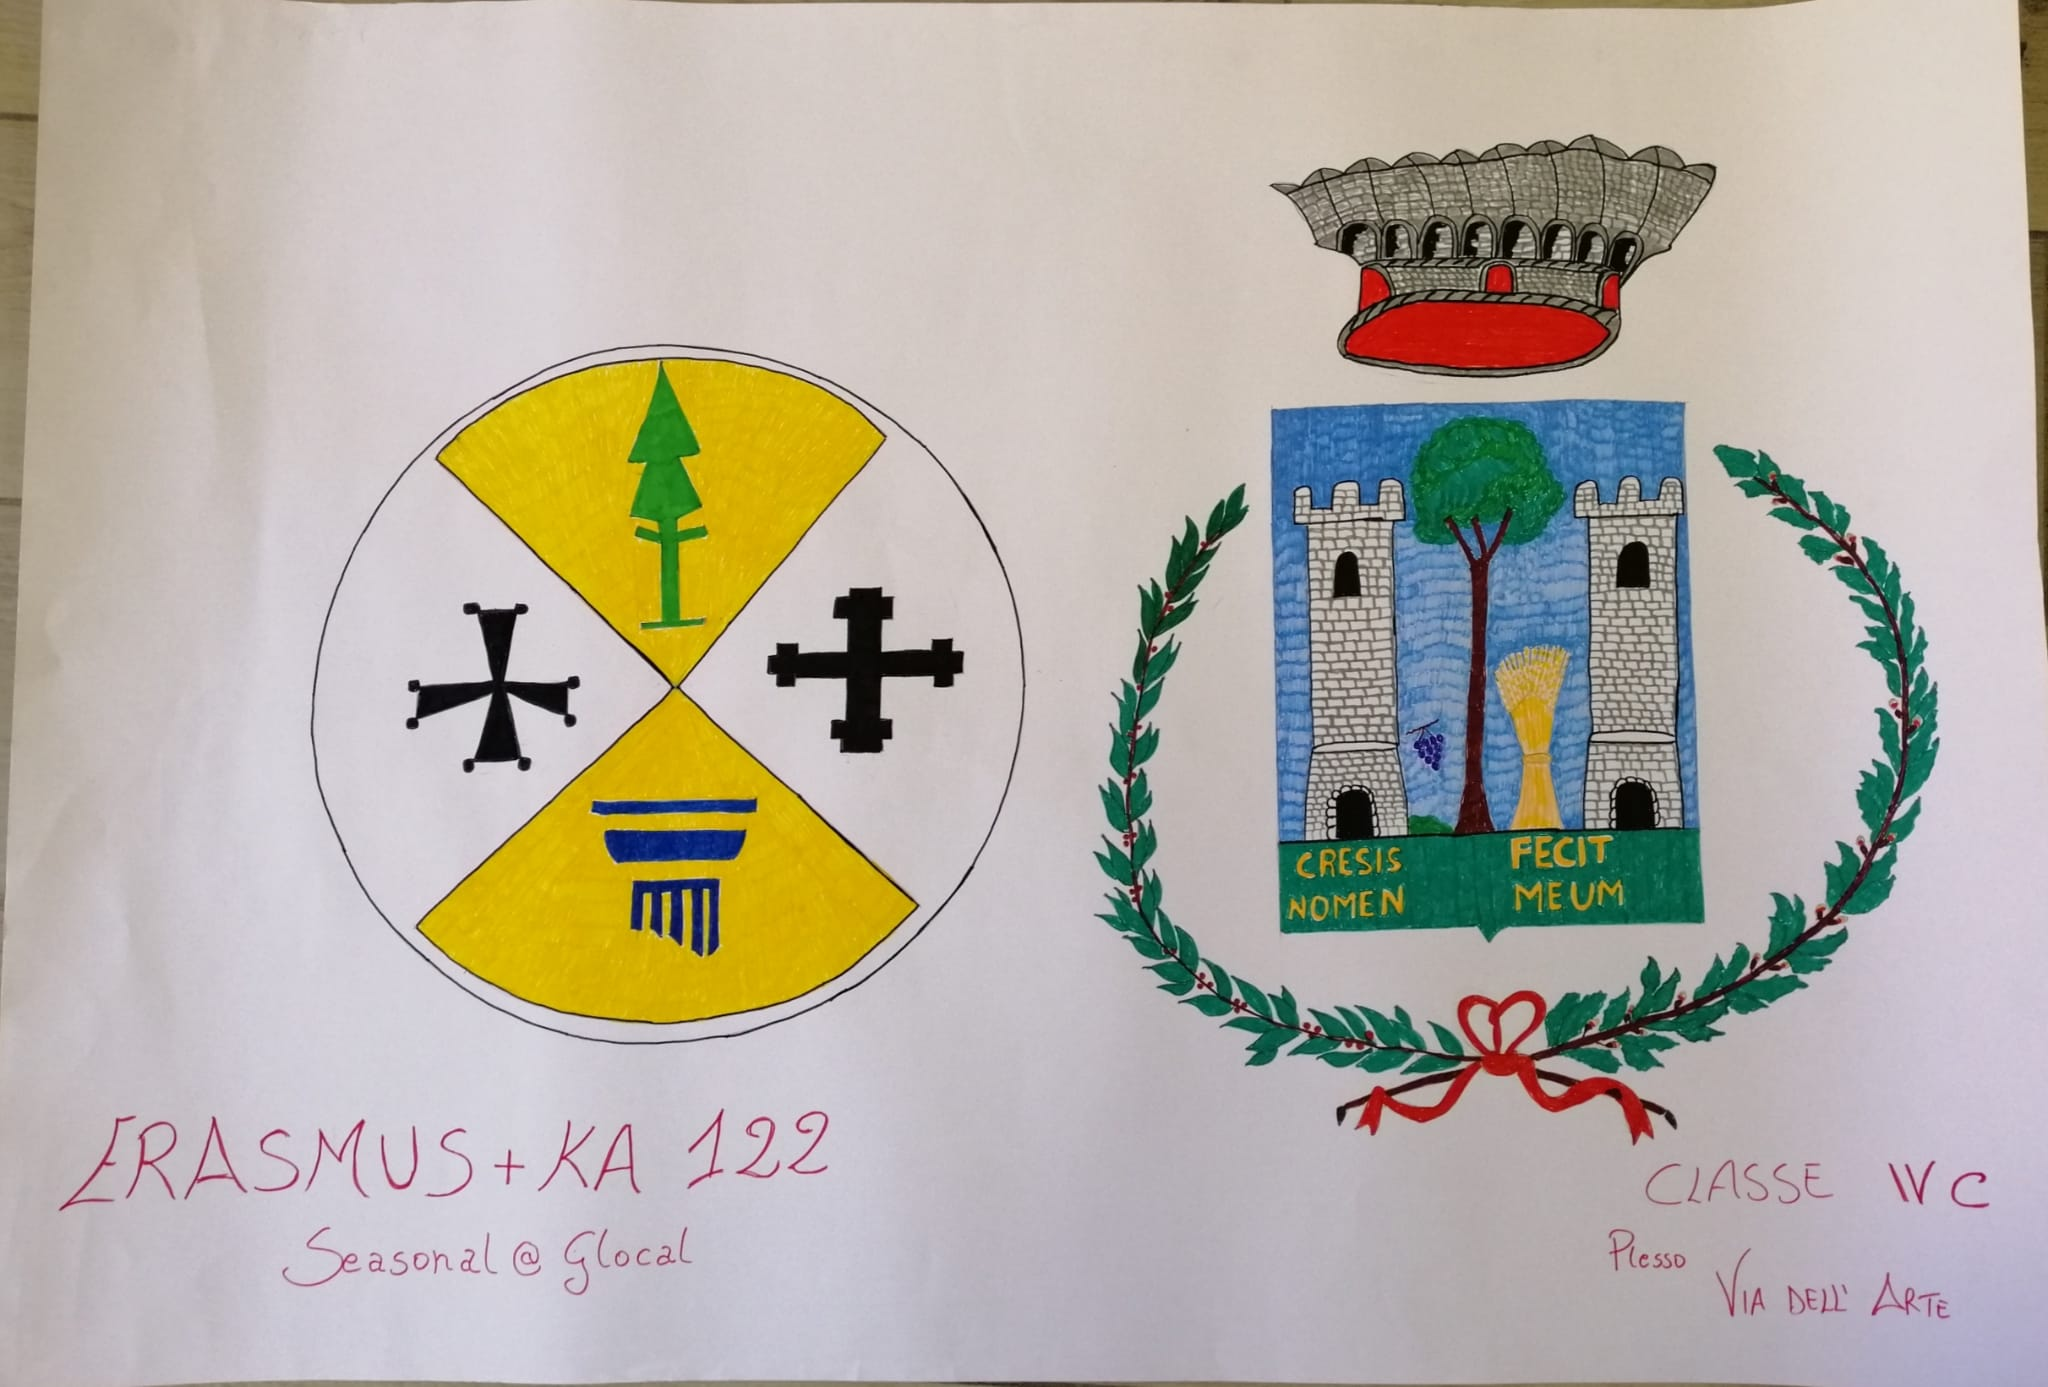 CRESIS FECIT
NOMEN MEUM
ERASMUS + KA 122
Seasonal @ Glocal
CLASSE IV C
Plesso
VIA DELL' ARTE